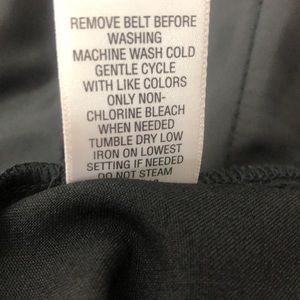 REMOVE BELT BEFORE
WASHING
MACHINE WASH COLD
GENTLE CYCLE
WITH LIKE COLORS
ONLY NON-
CHLORINE BLEACH
WHEN NEEDED
TUMBLE DRY LOW
IRON ON LOWEST
SETTING IF NEEDED
DO NOT STEAM